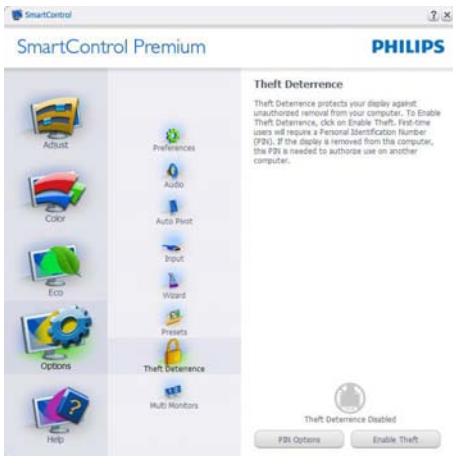 SmartControl
SmartControl Premium
PHILIPS
Adjust
Color
Eco
Options
Help
Preferences
Audio
Auto Pivot
Input
Wizard
Presets
Theft Deterrence
Multi Monitors
Theft Deterrence
Theft Deterrence protects your display against
unauthorized removal from your computer. To Enable
Theft Deterrence, click on Enable Theft. First-time
users will require a Personal Identification Number
(PIN). If the display is removed from this computer,
this PIN is needed to authorize use on another
computer.
Theft Deterrence Disabled
PIN Options
Enable Theft